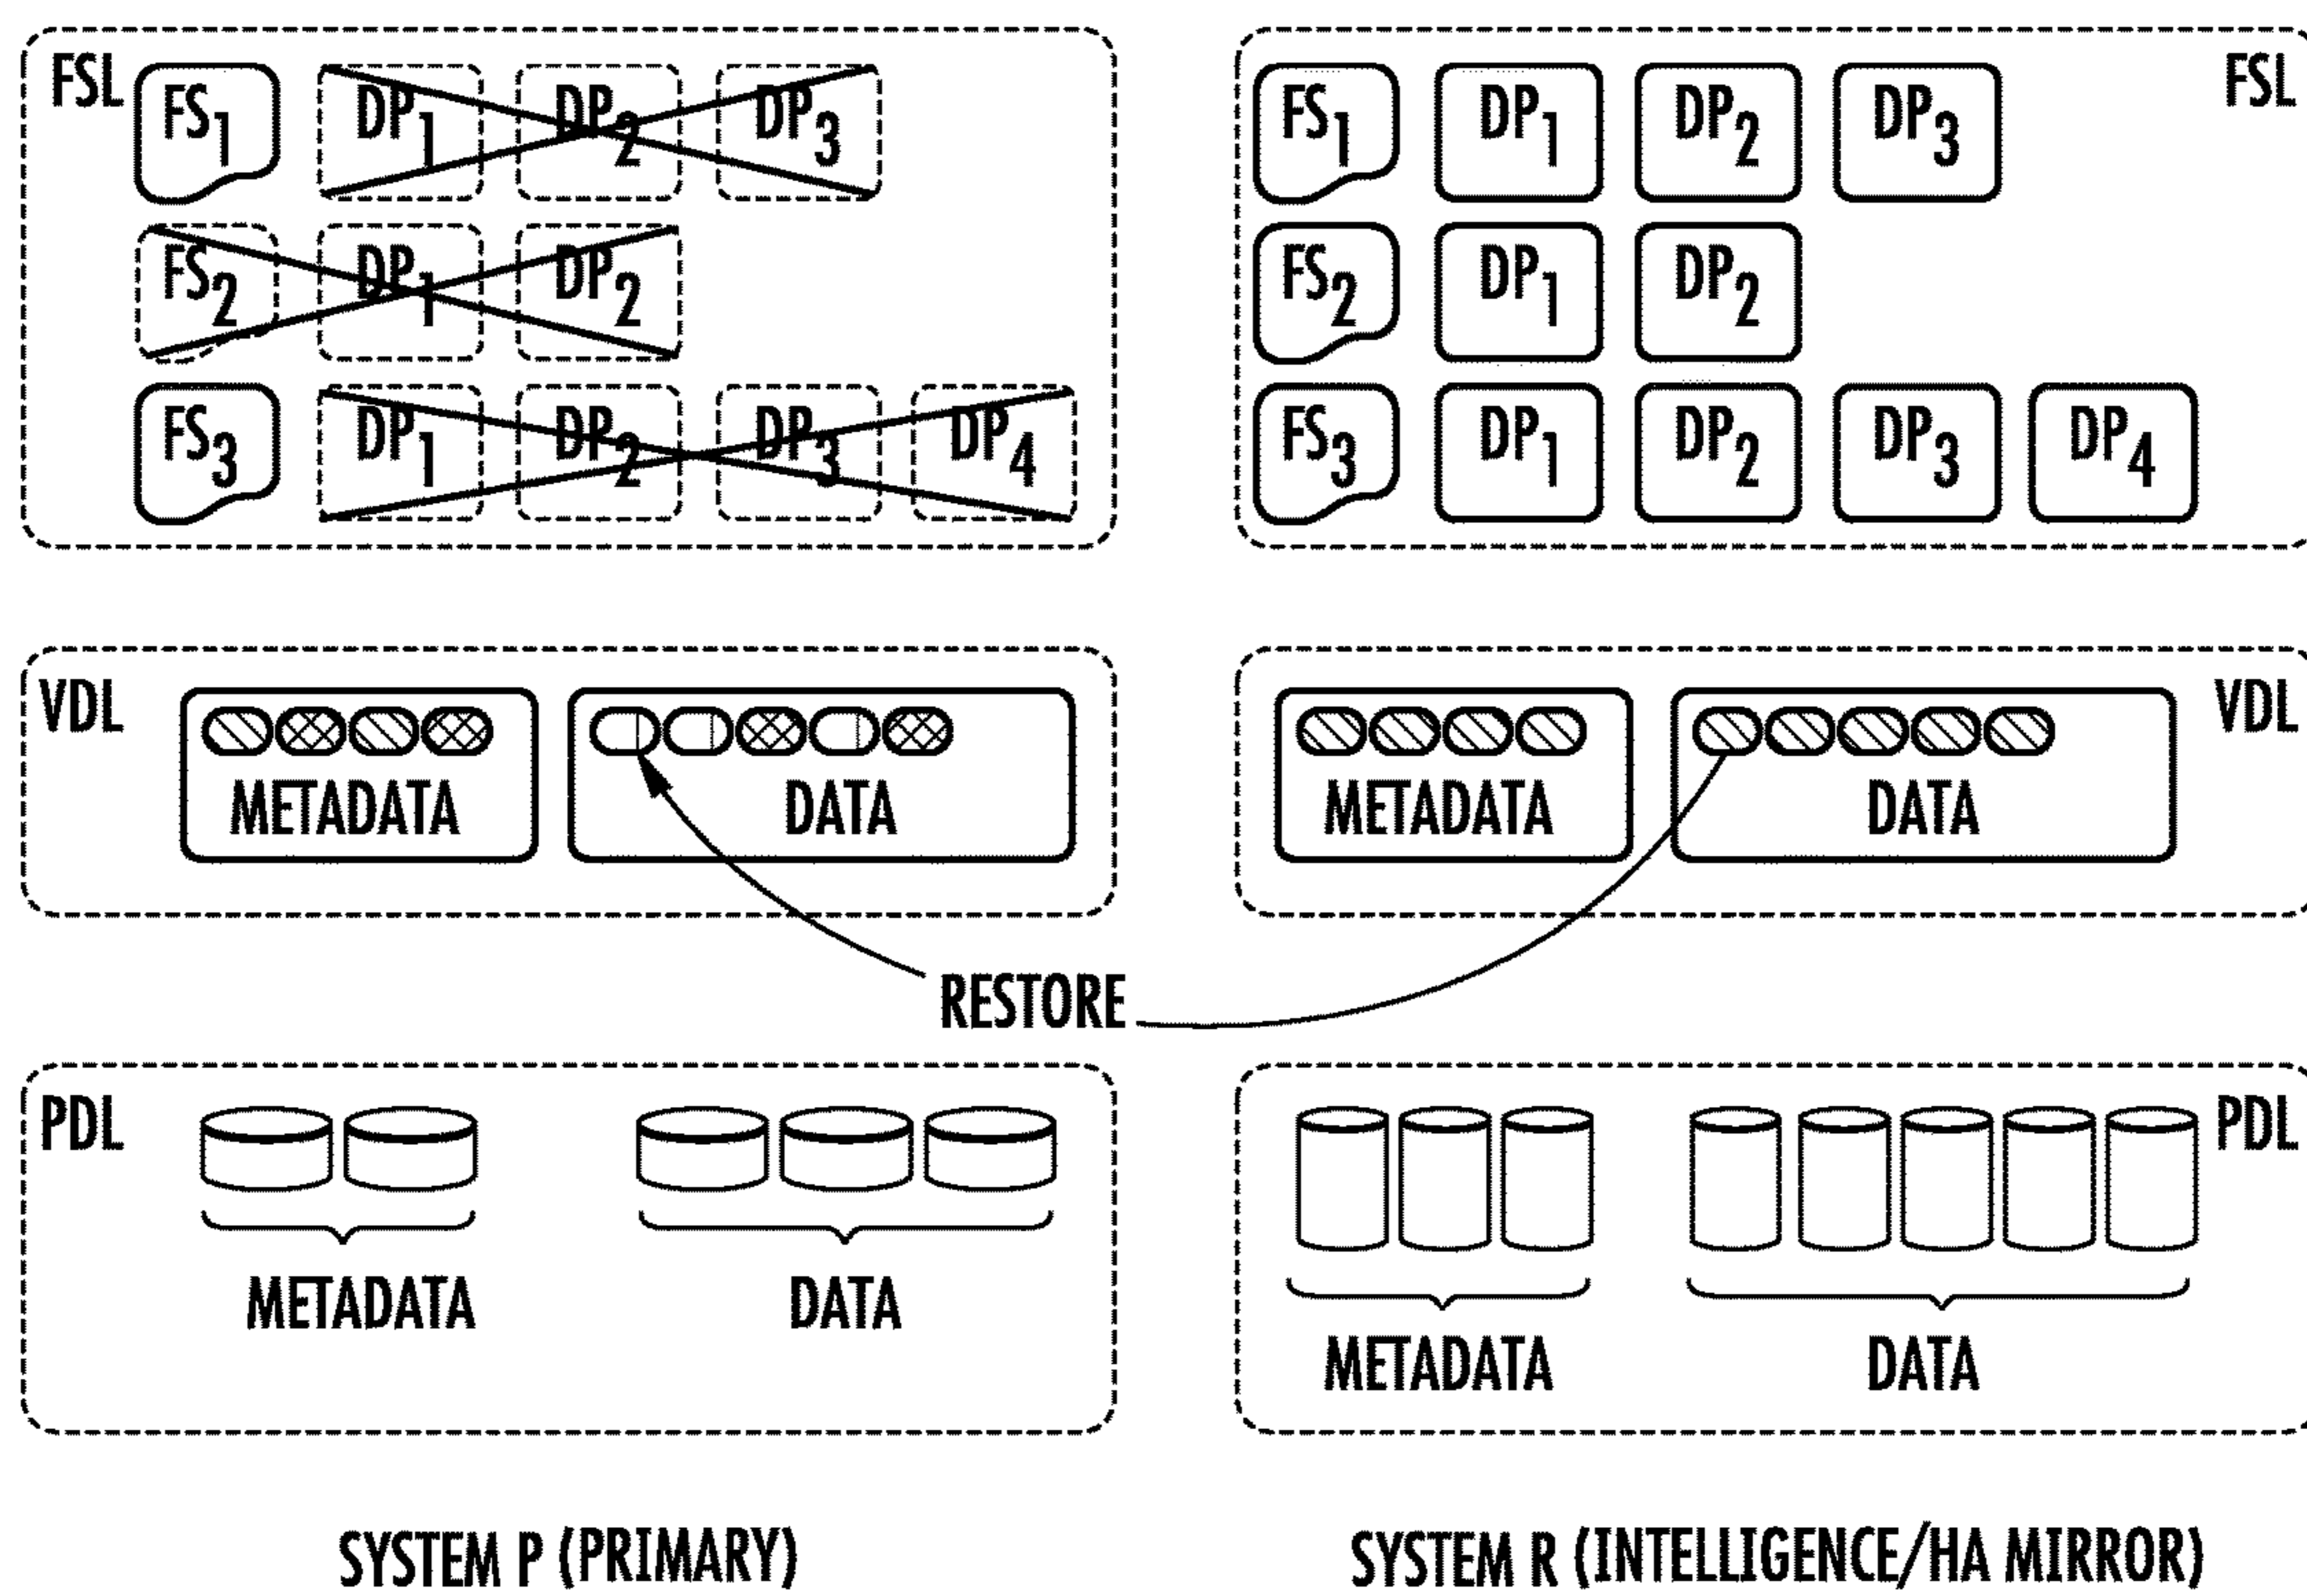 FSL FS1 DP1 DP2 DP3
FS2 DP1 DP2
FS3 DP1 DP2 DP3 DP4
FS1 DP1 DP2 DP3 FSL
FS2 DP1 DP2
FS3 DP1 DP2 DP3 DP4
VDL
METADATA DATA
VDL
METADATA DATA
RESTORE
PDL
METADATA DATA
PDL
METADATA DATA
SYSTEM P (PRIMARY)
SYSTEM R (INTELLIGENCE/HA MIRROR)